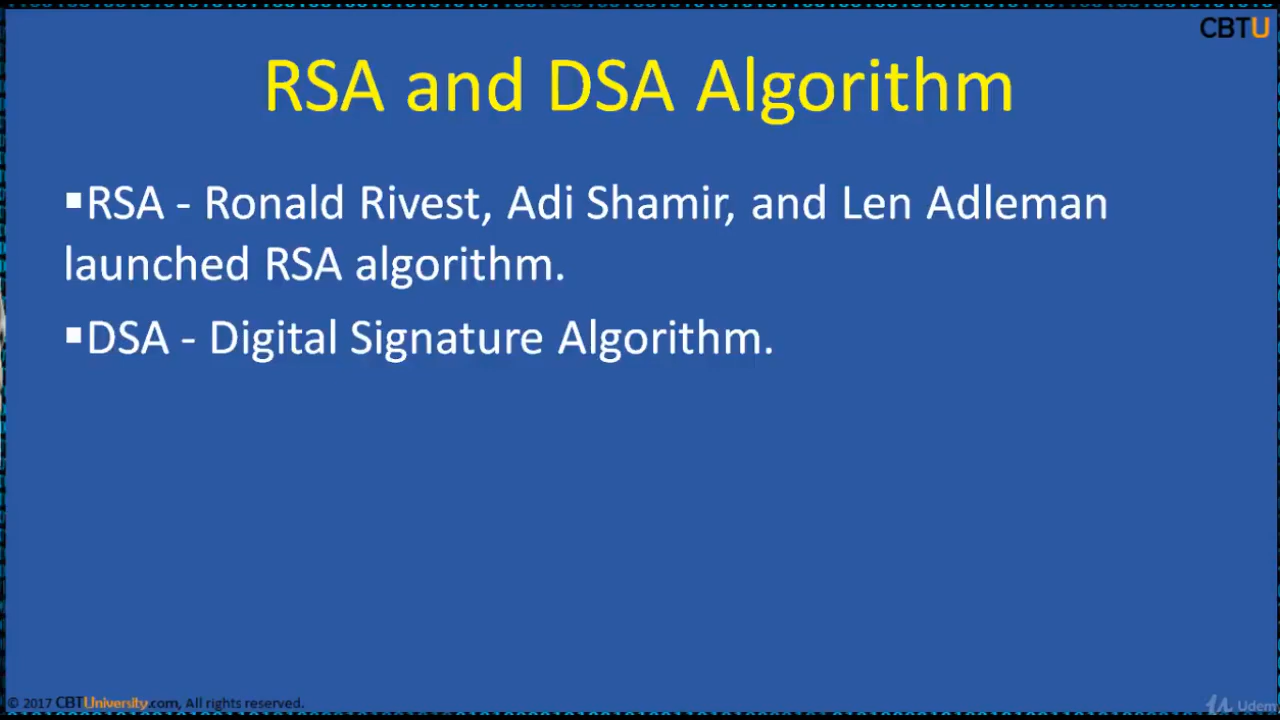 CBTU
RSA and DSA Algorithm
▪RSA - Ronald Rivest, Adi Shamir, and Len Adleman
launched RSA algorithm.
▪DSA - Digital Signature Algorithm.
© 2017 CBTUniversity.com, All rights reserved.